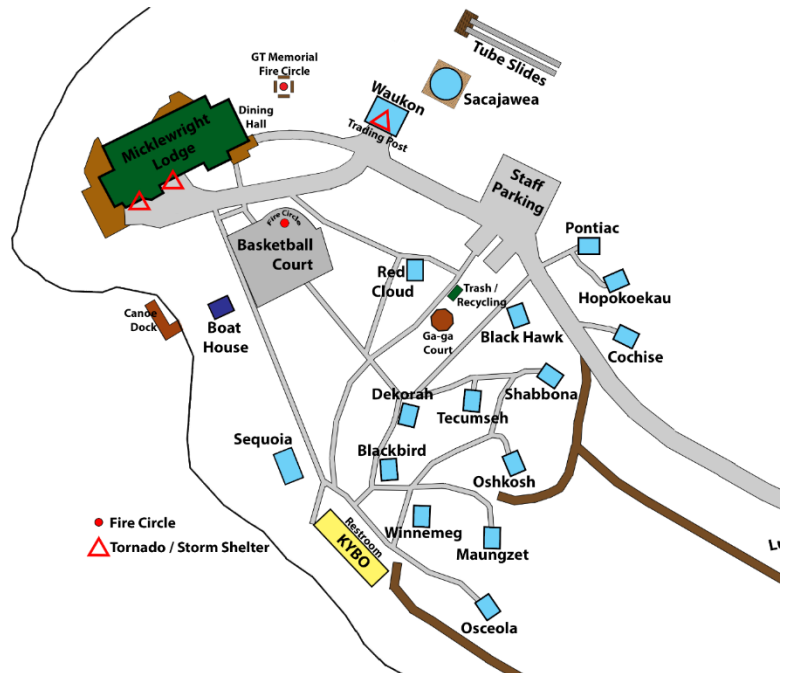 Tube Slides
GT Memorial
Fire Circle
Waukon
Sacajawea
Dining
Hall
Trading Post
Micklewright
Lodge
Staff
Parking
Fire Circle
Pontiac
Basketball
Court
Red
Cloud
Trash /
Recycling
Hopokoekau
Canoe
Dock
Boat
House
Ga-ga
Court
Black Hawk
Cochise
Dekorah
Shabbona
Tecumseh
Sequoia
Blackbird
Oshkosh
Fire Circle
Tornado / Storm Shelter
Restroom
KYBO
Winnemeg
Maungzet
Osceola